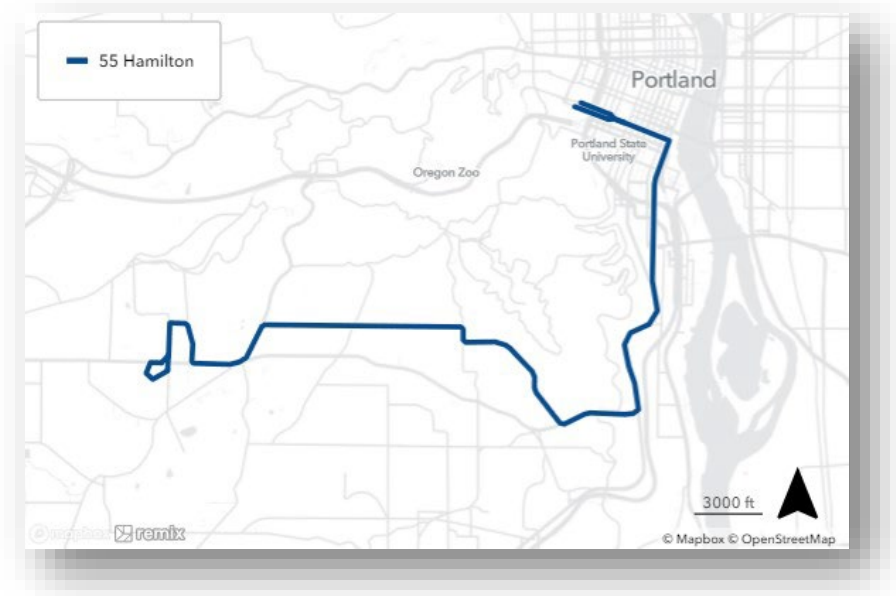 55 Hamilton
Portland
Portland State
University
Oregon Zoo
3000 ft
mapbox remix
© Mapbox © OpenStreetMap